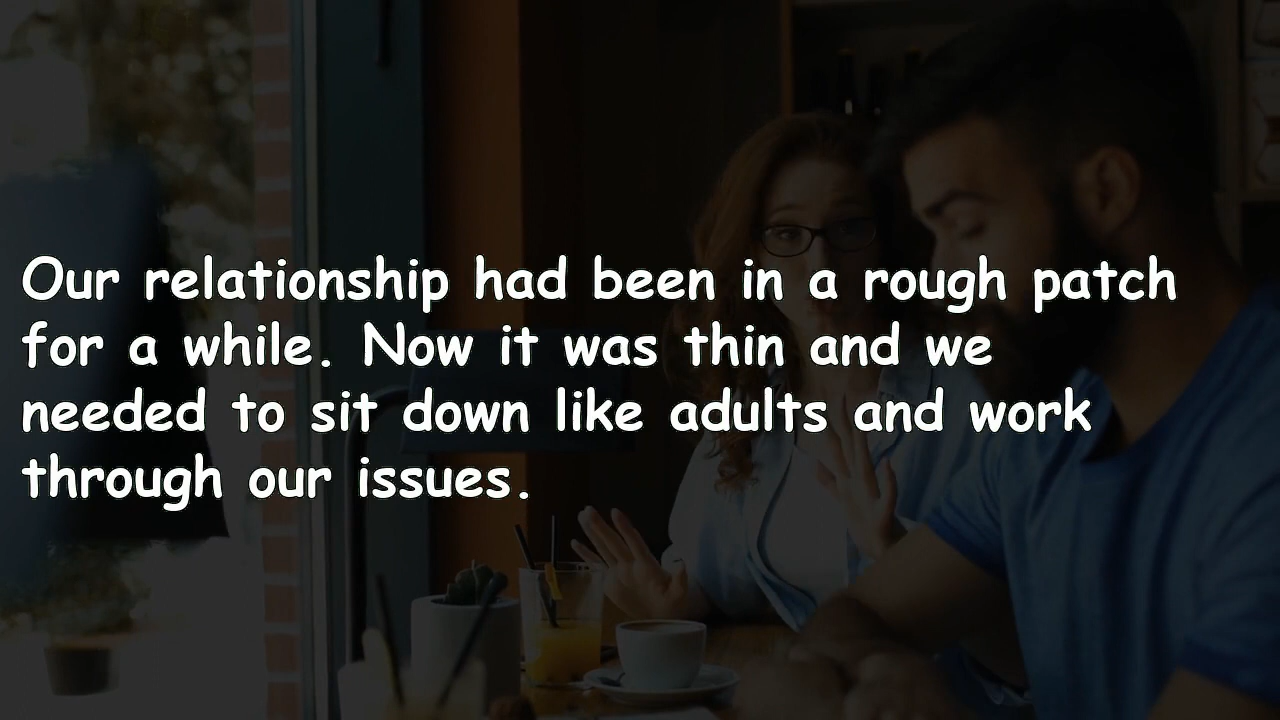 Our relationship had been in a rough patch
for a while. Now it was thin and we
needed to sit down like adults and work
through our issues.